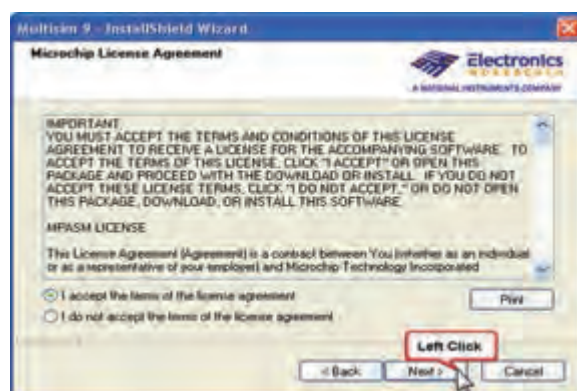 Multisim 9 - InstallShield Wizard
Microchip License Agreement
Electronics
WORKBENCH
A NATIONAL INSTRUMENTS COMPANY
IMPORTANT
YOU MUST ACCEPT THE TERMS AND CONDITIONS OF THIS LICENSE
AGREEMENT TO RECEIVE A LICENSE FOR THE ACCOMPANYING SOFTWARE. TO
ACCEPT THE TERMS OF THIS LICENSE, CLICK "I ACCEPT" OR OPEN THIS
PACKAGE AND PROCEED WITH THE DOWNLOAD OR INSTALL. IF YOU DO NOT
ACCEPT THESE LICENSE TERMS, CLICK "I DO NOT ACCEPT," OR DO NOT OPEN
THIS PACKAGE, DOWNLOAD, OR INSTALL THIS SOFTWARE.
MPASM LICENSE
This License Agreement (Agreement) is a contract between You (whether as an individual
or as a representative of your employer) and Microchip Technology Incorporated
I accept the terms of the license agreement
Print
I do not accept the terms of the license agreement
Left Click
< Back
Next >
Cancel